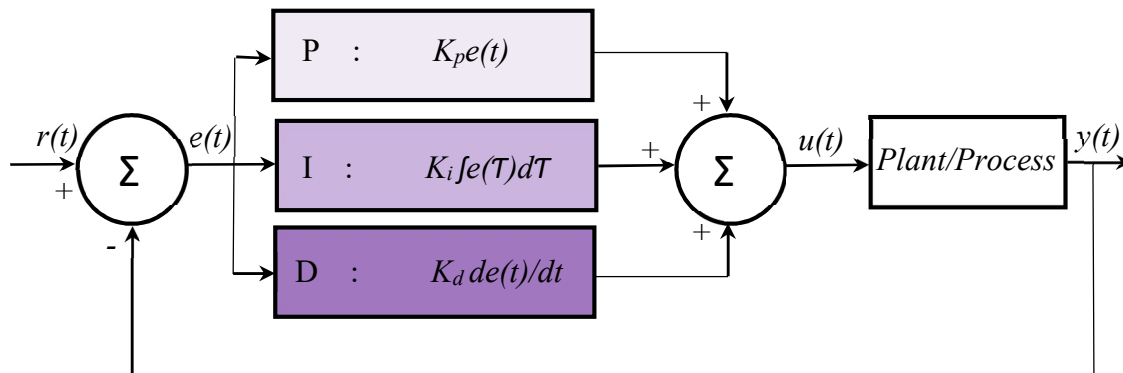 P : Kpe(t)
r(t)
+
-
Σ
e(t)
I : Ki∫e(τ)dτ
D : Kd de(t)/dt
+
+
+
Σ
u(t)
Plant/Process
y(t)